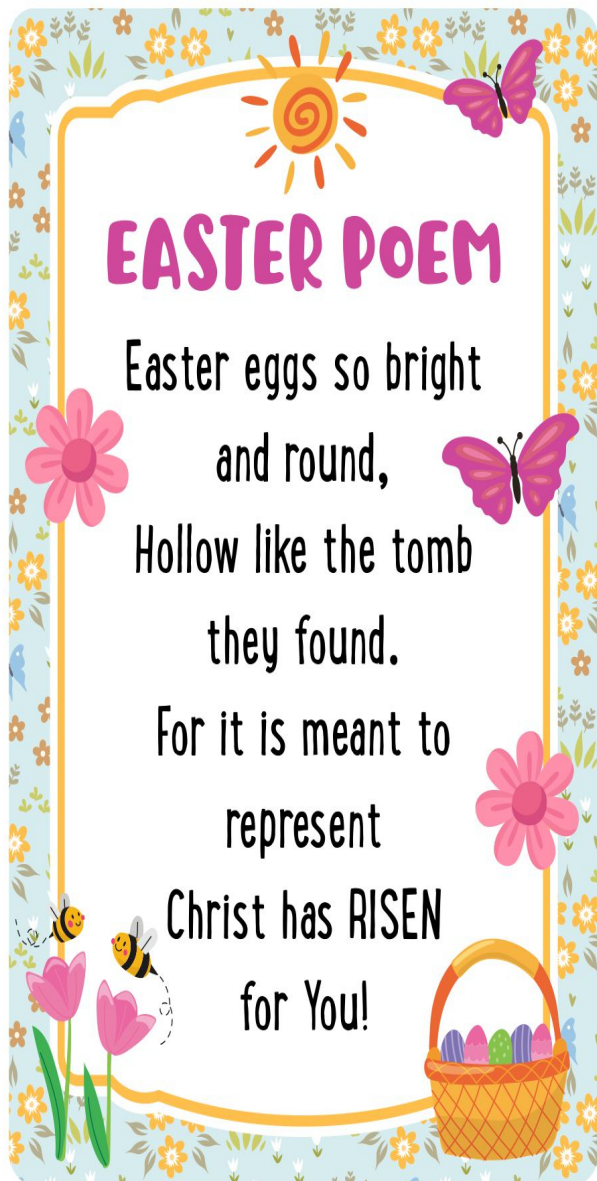 EASTER POEM
Easter eggs so bright
and round,
Hollow like the tomb
they found.
For it is meant to
represent
Christ has RISEN
for You!